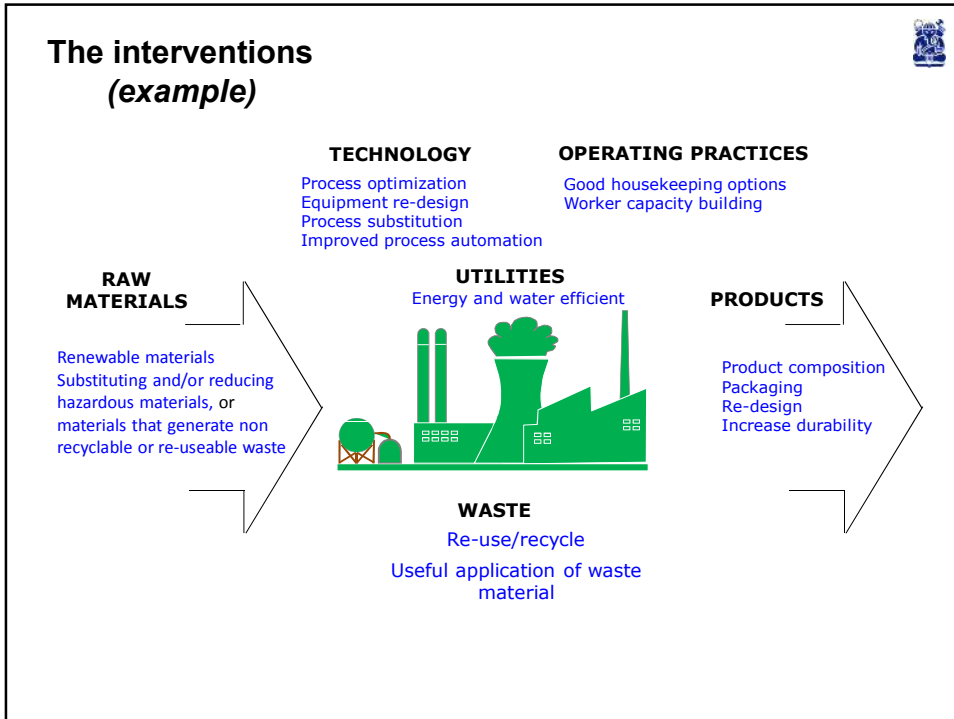 The interventions
(example)
TECHNOLOGY
Process optimization
Equipment re-design
Process substitution
Improved process automation
OPERATING PRACTICES
Good housekeeping options
Worker capacity building
RAW
MATERIALS
Renewable materials
Substituting and/or reducing
hazardous materials, or
materials that generate non
recyclable or re-useable waste
UTILITIES
Energy and water efficient
PRODUCTS
Product composition
Packaging
Re-design
Increase durability
WASTE
Re-use/recycle
Useful application of waste
material